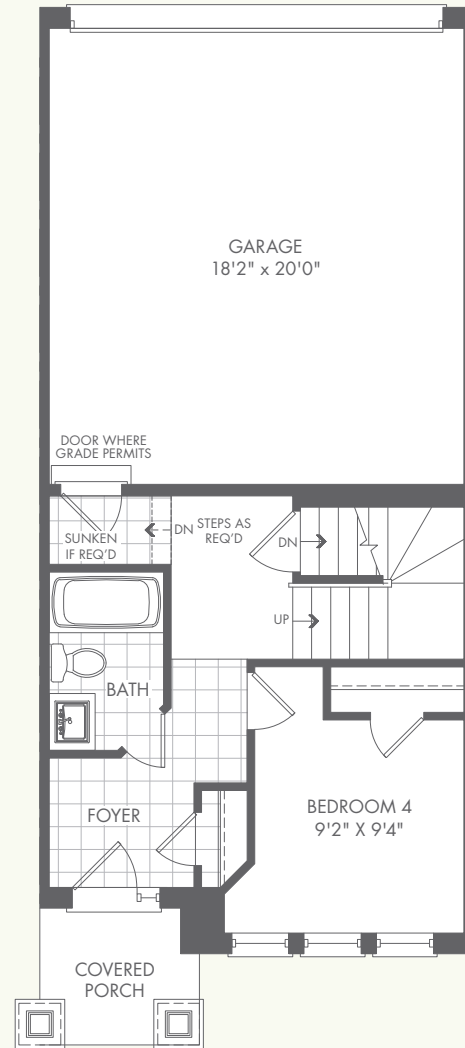 GARAGE
18'2" x 20'0"
DOOR WHERE
GRADE PERMITS
SUNKEN
IF REQ'D
DN
STEPS AS
REQ'D
DN
UP
BATH
FOYER
BEDROOM 4
9'2" X 9'4"
COVERED
PORCH